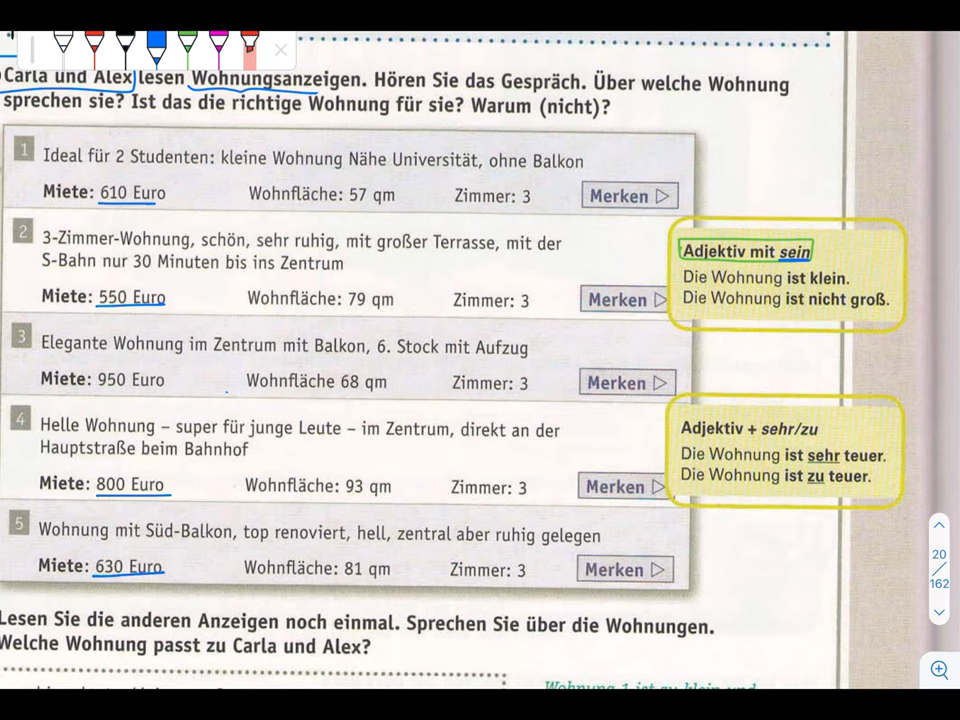 Carla und Alex lesen Wohnungsanzeigen. Hören Sie das Gespräch. Über welche Wohnung
sprechen sie? Ist das die richtige Wohnung für sie? Warum (nicht)?
1
Ideal für 2 Studenten: kleine Wohnung Nähe Universität, ohne Balkon
Miete: 610 Euro Wohnfläche: 57 qm Zimmer: 3 Merken ▷
2
3-Zimmer-Wohnung, schön, sehr ruhig, mit großer Terrasse, mit der
S-Bahn nur 30 Minuten bis ins Zentrum
Miete: 550 Euro Wohnfläche: 79 qm Zimmer: 3 Merken ▷
Adjektiv mit sein
Die Wohnung ist klein.
Die Wohnung ist nicht groß.
3
Elegante Wohnung im Zentrum mit Balkon, 6. Stock mit Aufzug
Miete: 950 Euro Wohnfläche 68 qm Zimmer: 3 Merken ▷
4
Helle Wohnung – super für junge Leute – im Zentrum, direkt an der
Hauptstraße beim Bahnhof
Miete: 800 Euro Wohnfläche: 93 qm Zimmer: 3 Merken ▷
Adjektiv + sehr/zu
Die Wohnung ist sehr teuer.
Die Wohnung ist zu teuer.
5
Wohnung mit Süd-Balkon, top renoviert, hell, zentral aber ruhig gelegen
Miete: 630 Euro Wohnfläche: 81 qm Zimmer: 3 Merken ▷
20
/
162
Lesen Sie die anderen Anzeigen noch einmal. Sprechen Sie über die Wohnungen.
Welche Wohnung passt zu Carla und Alex?
Wohnung 1 ist zu klein und